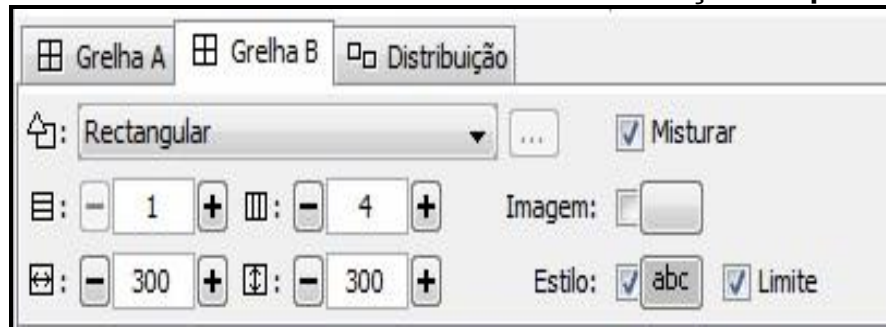 Grelha A Grelha B Distribuição
: Rectangular ... Misturar
: - 1 + : - 4 + Imagem:
: - 300 + : - 300 + Estilo: abc Limite